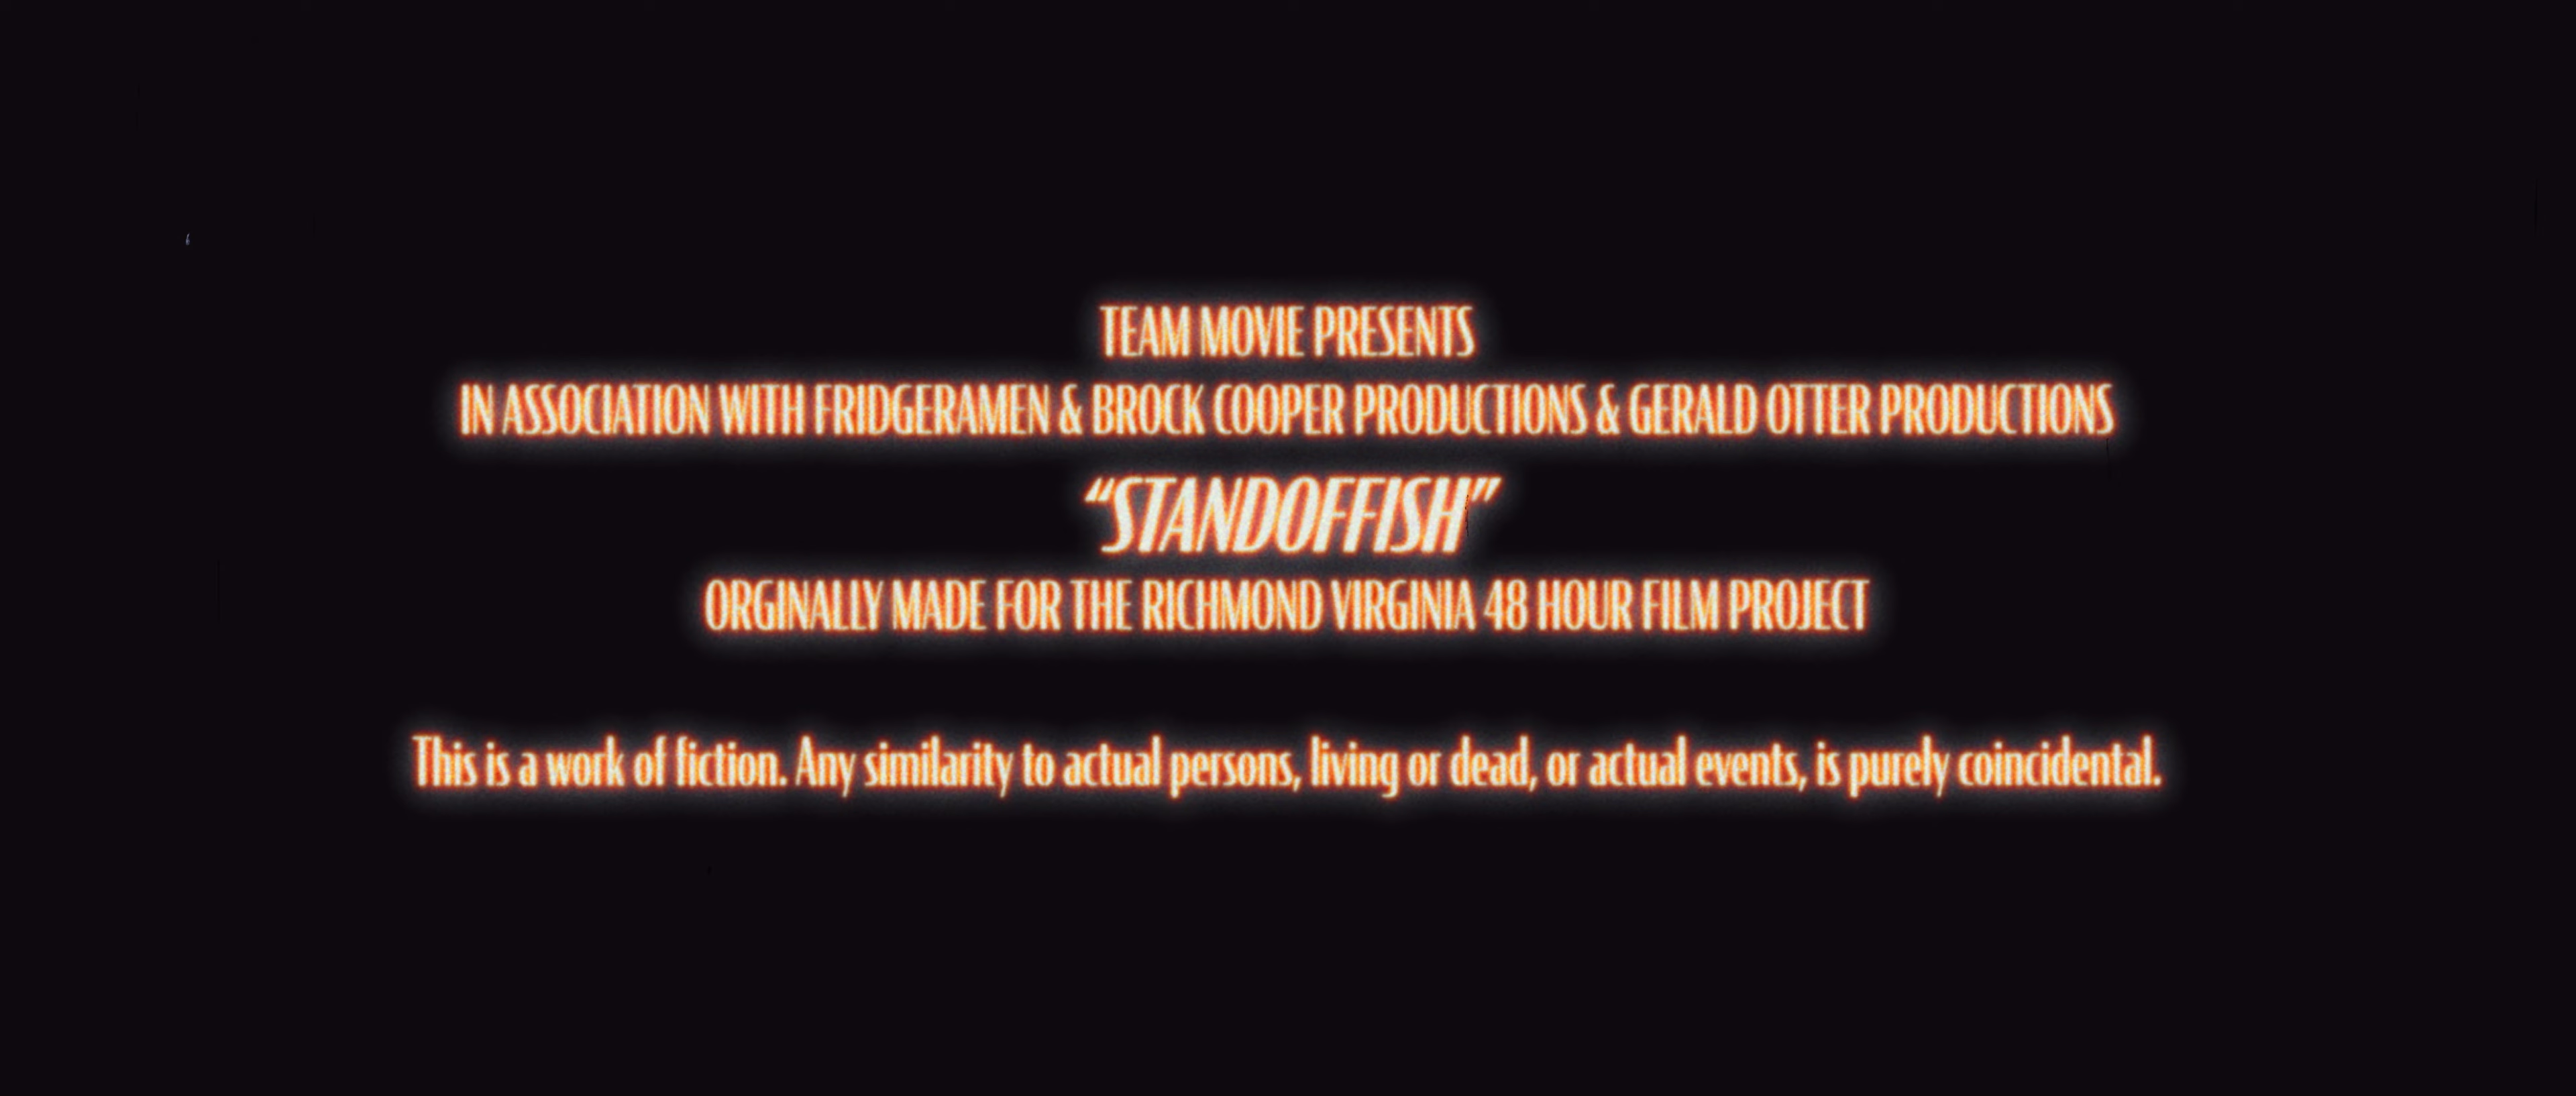 TEAM MOVIE PRESENTS
IN ASSOCIATION WITH FRIDGERAMEN & BROCK COOPER PRODUCTIONS & GERALD OTTER PRODUCTIONS
“STANDOFFISH”
ORGINALLY MADE FOR THE RICHMOND VIRGINIA 48 HOUR FILM PROJECT
This is a work of fiction. Any similarity to actual persons, living or dead, or actual events, is purely coincidental.